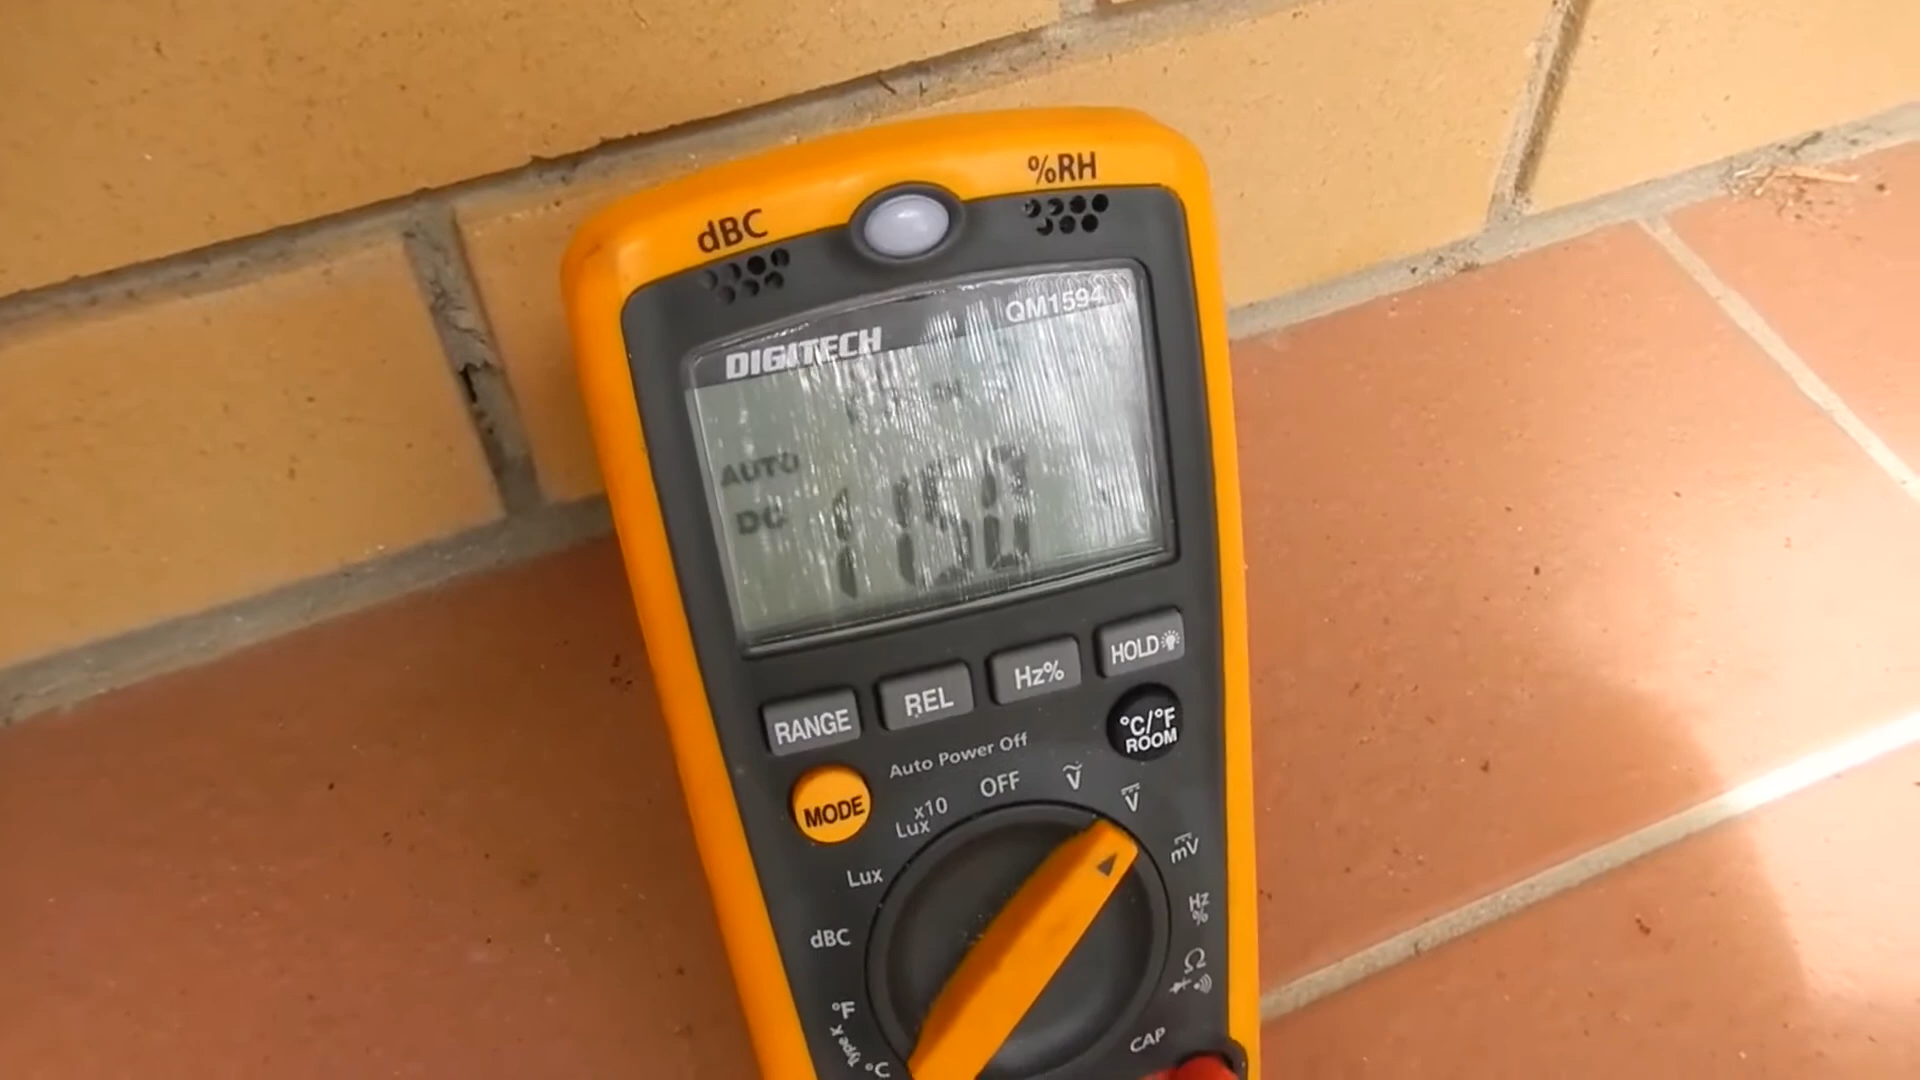 dBC
%RH
DIGITECH
QM1594
AUTO
DC
RANGE
REL
Hz%
HOLD
°C/°F
ROOM
MODE
Auto Power Off
OFF
Ṽ
V
mV
x10
Lux
Lux
dBC
Hz
%
Ω
°F
Type K
°C
CAP